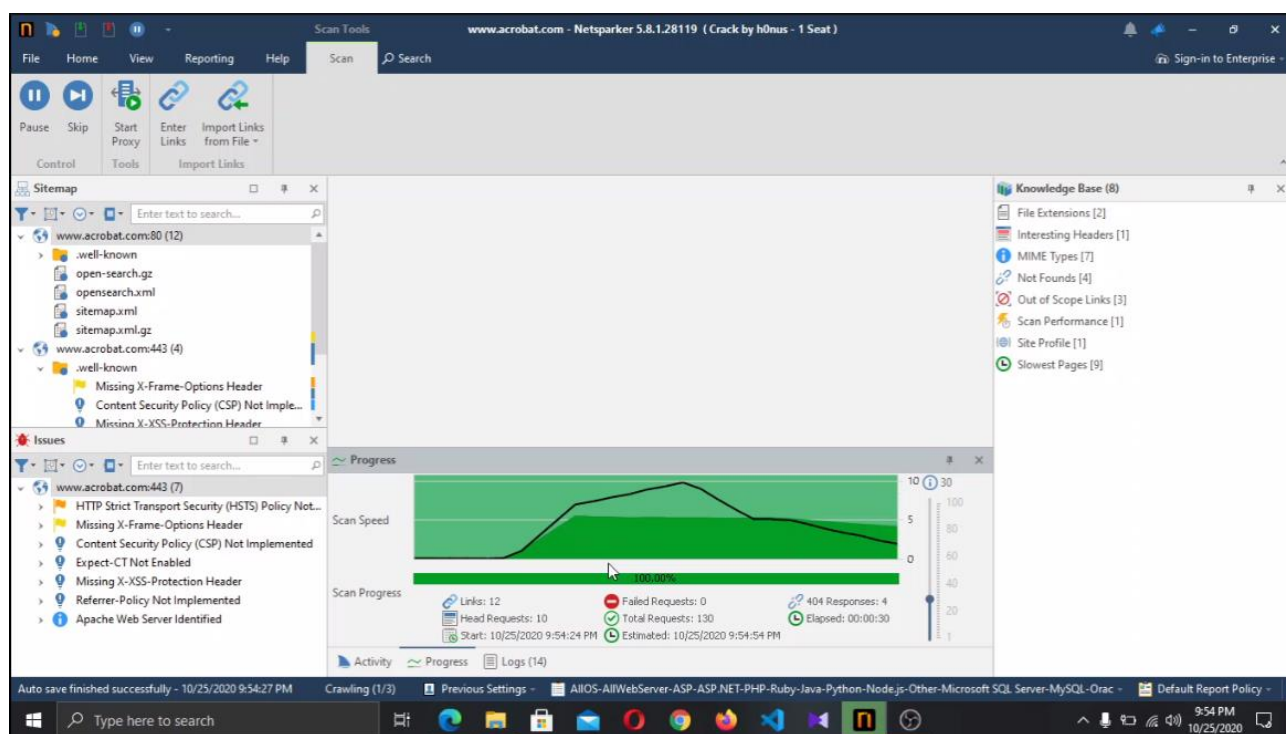 Scan Tools
www.acrobat.com - Netsparker 5.8.1.28119 (Crack by h0nus - 1 Seat )
File Home View Reporting Help Scan Search
Sign-in to Enterprise
Pause Skip Start Proxy Enter Links Import Links from File
Control Tools Import Links
Sitemap
Enter text to search...
www.acrobat.com:80 (12)
.well-known
open-search.gz
opensearch.xml
sitemap.xml
sitemap.xml.gz
www.acrobat.com:443 (4)
.well-known
Missing X-Frame-Options Header
Content Security Policy (CSP) Not Imple...
Missing X-XSS-Protection Header
Issues
Enter text to search...
www.acrobat.com:443 (7)
HTTP Strict Transport Security (HSTS) Policy Not...
Missing X-Frame-Options Header
Content Security Policy (CSP) Not Implemented
Expect-CT Not Enabled
Missing X-XSS-Protection Header
Referrer-Policy Not Implemented
Apache Web Server Identified
Progress
Scan Speed
10
5
0
30
100
80
60
40
20
1
Scan Progress
100.00%
Links: 12 Failed Requests: 0 404 Responses: 4
Head Requests: 10 Total Requests: 130 Elapsed: 00:00:30
Start: 10/25/2020 9:54:24 PM Estimated: 10/25/2020 9:54:54 PM
Activity Progress Logs (14)
Knowledge Base (8)
File Extensions [2]
Interesting Headers [1]
MIME Types [7]
Not Founds [4]
Out of Scope Links [3]
Scan Performance [1]
Site Profile [1]
Slowest Pages [9]
Auto save finished successfully - 10/25/2020 9:54:27 PM Crawling (1/3) Previous Settings AllOS-AllWebServer-ASP-ASP.NET-PHP-Ruby-Java-Python-Node.js-Other-Microsoft SQL Server-MySQL-Orac Default Report Policy
Type here to search
9:54 PM
10/25/2020